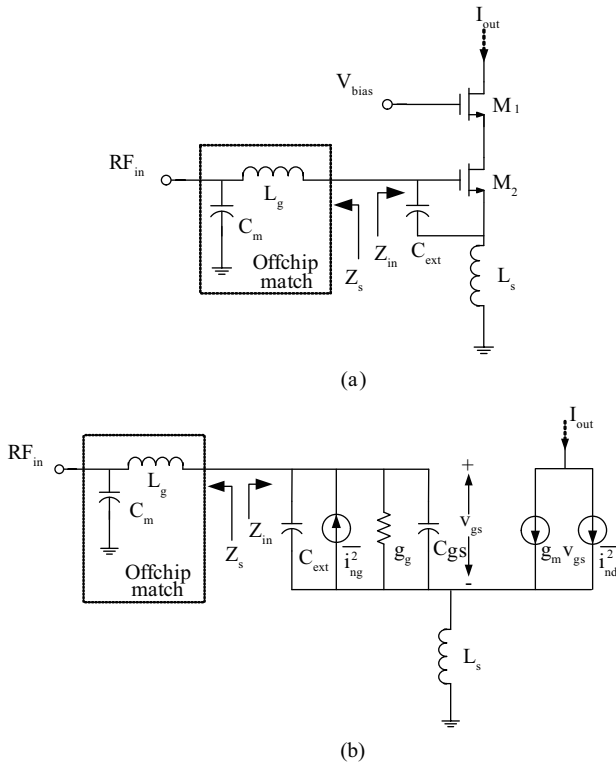 I_out
V_bias
M_1
RF_in
L_g
M_2
C_m
Z_in
C_ext
Offchip
match
Z_s
L_s
(a)
I_out
RF_in
L_g
+
C_m
Z_in
v_gs
Z_s
C_ext
i_ng^2
g_g
Cgs
g_m v_gs
i_nd^2
Offchip
match
-
L_s
(b)